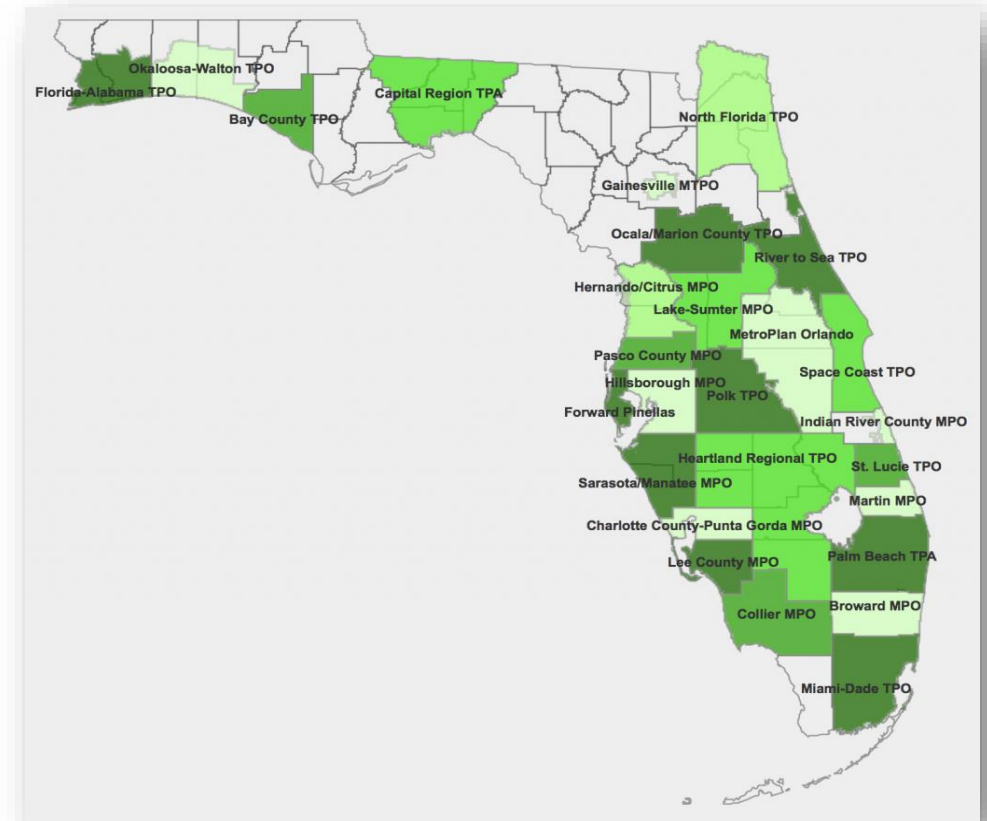 Okaloosa-Walton TPO
Florida-Alabama TPO
Capital Region TPA
Bay County TPO
North Florida TPO
Gainesville MTPO
Ocala/Marion County TPO
River to Sea TPO
Hernando/Citrus MPO
Lake-Sumter MPO
MetroPlan Orlando
Pasco County MPO
Space Coast TPO
Hillsborough MPO
Polk TPO
Forward Pinellas
Indian River County MPO
Heartland Regional TPO
St. Lucie TPO
Sarasota/Manatee MPO
Martin MPO
Charlotte County-Punta Gorda MPO
Palm Beach TPA
Lee County MPO
Broward MPO
Collier MPO
Miami-Dade TPO